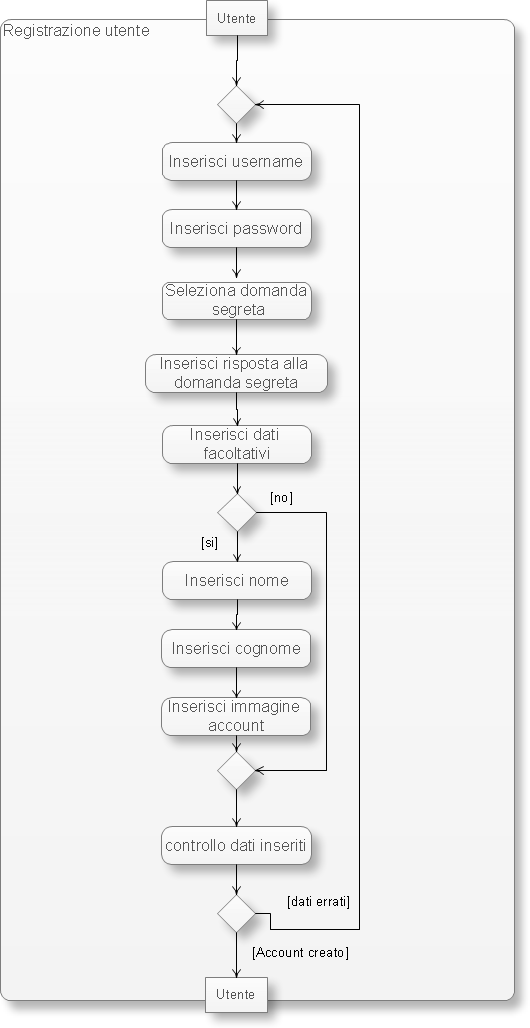 Utente
Registrazione utente
Inserisci username
Inserisci password
Seleziona domanda
segreta
Inserisci risposta alla
domanda segreta
Inserisci dati
facoltativi
[no]
[si]
Inserisci nome
Inserisci cognome
Inserisci immagine
account
controllo dati inseriti
[dati errati]
[Account creato]
Utente